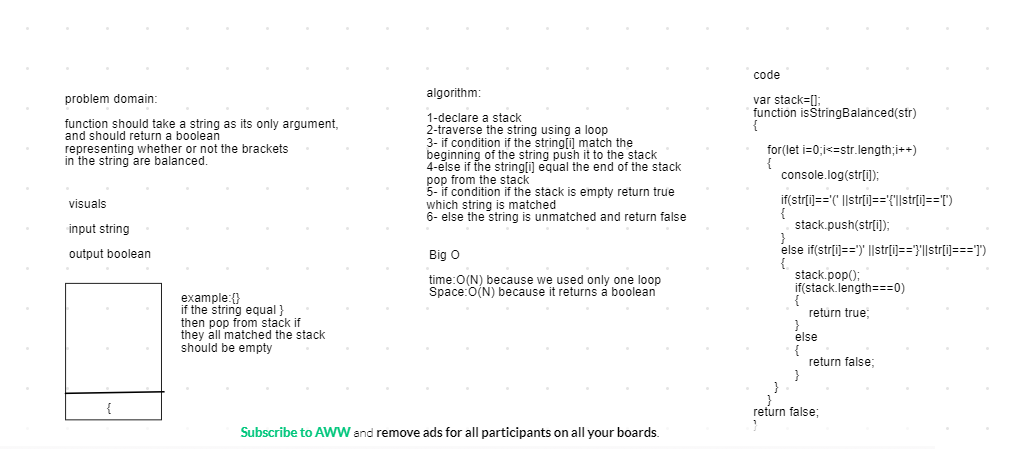 problem domain:
function should take a string as its only argument,
and should return a boolean
representing whether or not the brackets
in the string are balanced.
visuals
input string
output boolean
example:{}
if the string equal }
then pop from stack if
they all matched the stack
should be empty
{
algorithm:
1-declare a stack
2-traverse the string using a loop
3- if condition if the string[i] match the
beginning of the string push it to the stack
4-else if the string[i] equal the end of the stack
pop from the stack
5- if condition if the stack is empty return true
which string is matched
6- else the string is unmatched and return false
Big O
time:O(N) because we used only one loop
Space:O(N) because it returns a boolean
code
var stack=[];
function isStringBalanced(str)
{
for(let i=0;i<=str.length;i++)
{
console.log(str[i]);
if(str[i]=='(' ||str[i]=='{'||str[i]=='[')
{
stack.push(str[i]);
}
else if(str[i]==')' ||str[i]=='}'||str[i]===']')
{
stack.pop();
if(stack.length===0)
{
return true;
}
else
{
return false;
}
}
}
return false;
}
Subscribe to AWW and remove ads for all participants on all your boards.